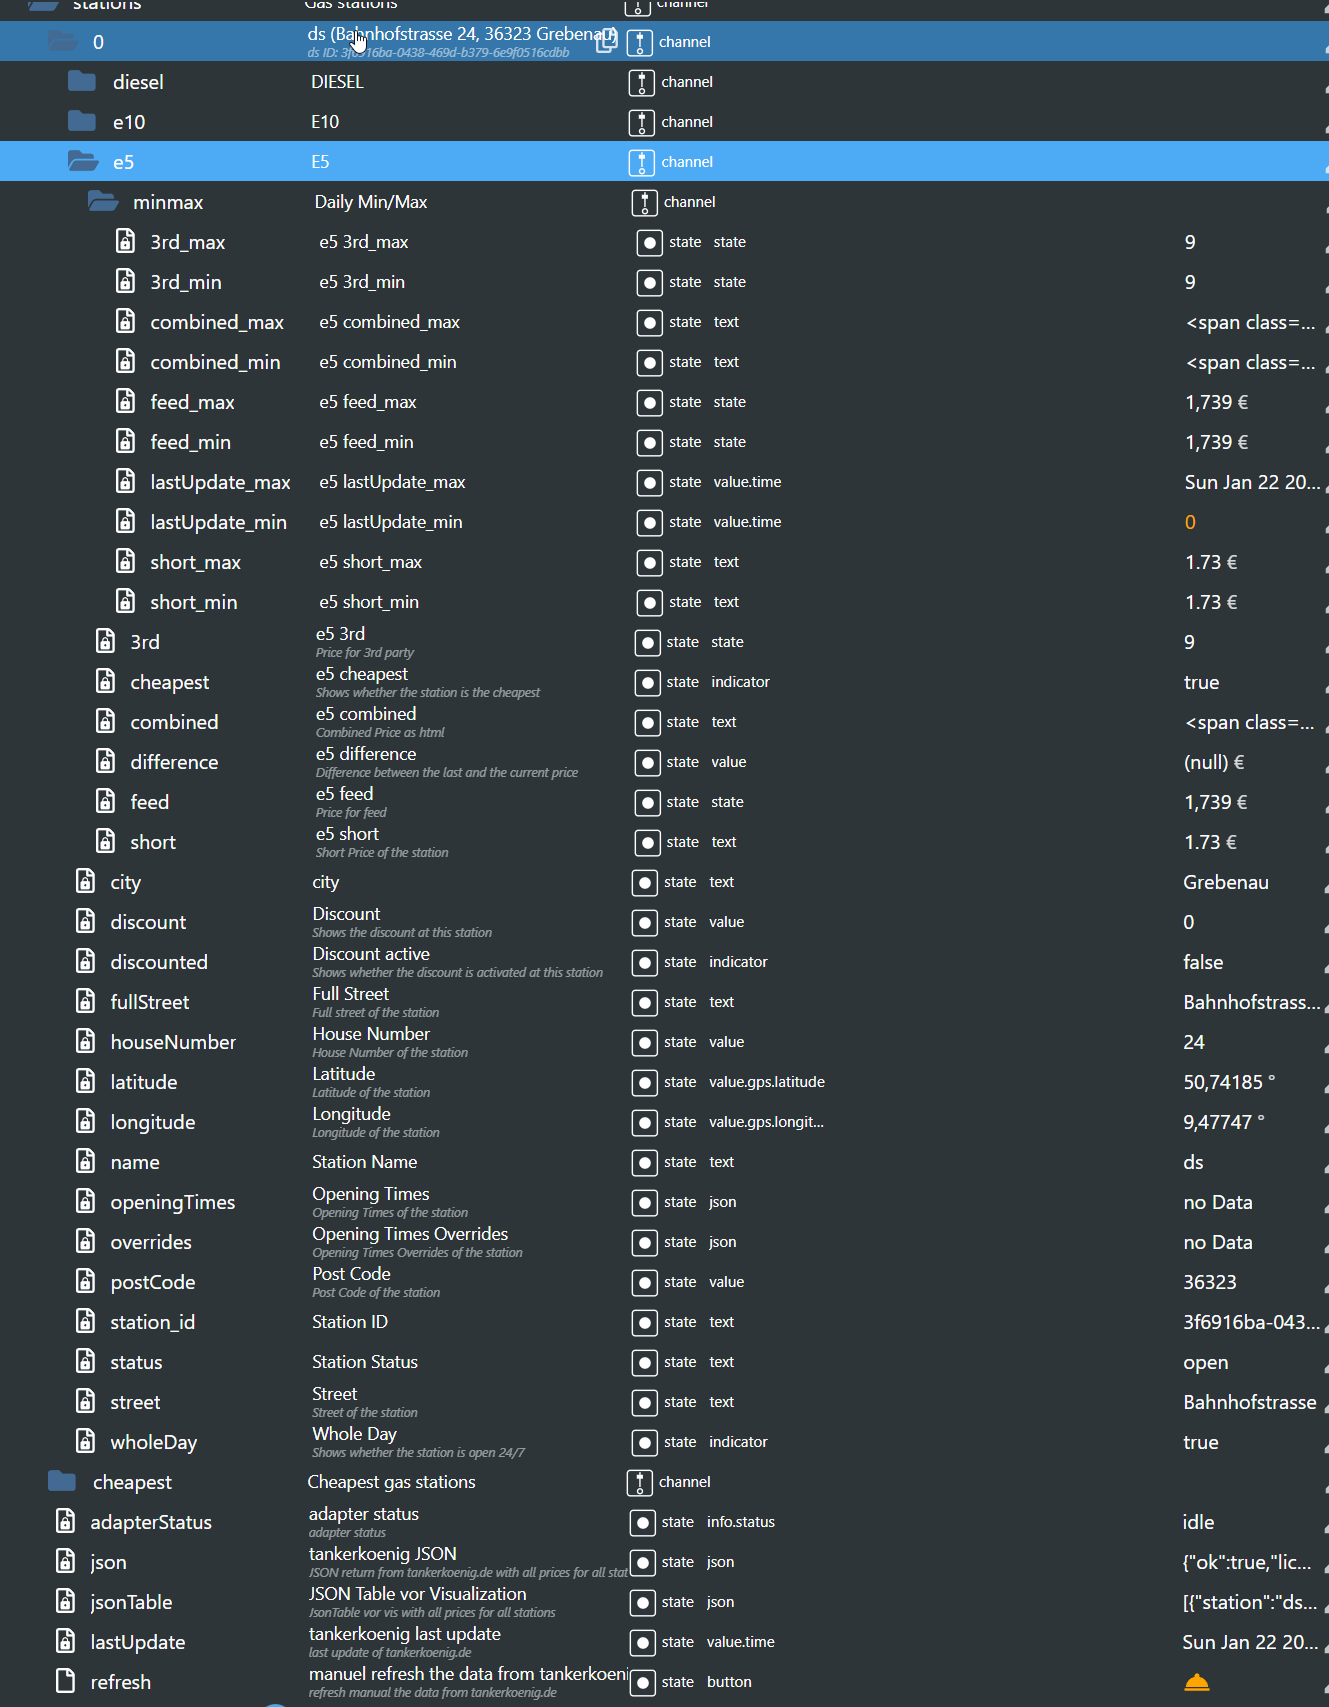 stations Gas stations channel
0 ds (Bahnhofstrasse 24, 36323 Grebenau) channel
ds ID: 3f6916ba-0438-469d-b379-6e9f0516cdbb
diesel DIESEL channel
e10 E10 channel
e5 E5 channel
minmax Daily Min/Max channel
3rd_max e5 3rd_max state state 9
3rd_min e5 3rd_min state state 9
combined_max e5 combined_max state text <span class=...
combined_min e5 combined_min state text <span class=...
feed_max e5 feed_max state state 1,739 €
feed_min e5 feed_min state state 1,739 €
lastUpdate_max e5 lastUpdate_max state value.time Sun Jan 22 20...
lastUpdate_min e5 lastUpdate_min state value.time 0
short_max e5 short_max state text 1.73 €
short_min e5 short_min state text 1.73 €
3rd e5 3rd state state 9
Price for 3rd party
cheapest e5 cheapest state indicator true
Shows whether the station is the cheapest
combined e5 combined state text <span class=...
Combined Price as html
difference e5 difference state value (null) €
Difference between the last and the current price
feed e5 feed state state 1,739 €
Price for feed
short e5 short state text 1.73 €
Short Price of the station
city city state text Grebenau
discount Discount state value 0
Shows the discount at this station
discounted Discount active state indicator false
Shows whether the discount is activated at this station
fullStreet Full Street state text Bahnhofstrass...
Full street of the station
houseNumber House Number state value 24
House Number of the station
latitude Latitude state value.gps.latitude 50,74185 °
Latitude of the station
longitude Longitude state value.gps.longit... 9,47747 °
Longitude of the station
name Station Name state text ds
openingTimes Opening Times state json no Data
Opening Times of the station
overrides Opening Times Overrides state json no Data
Opening Times Overrides of the station
postCode Post Code state value 36323
Post Code of the station
station_id Station ID state text 3f6916ba-043...
status Station Status state text open
street Street state text Bahnhofstrasse
Street of the station
wholeDay Whole Day state indicator true
Shows whether the station is open 24/7
cheapest Cheapest gas stations channel
adapterStatus adapter status state info.status idle
adapter status
json tankerkoenig JSON state json {"ok":true,"lic...
JSON return from tankerkoenig.de with all prices for all stat
jsonTable JSON Table vor Visualization state json [{"station":"ds...
JsonTable vor vis with all prices for all stations
lastUpdate tankerkoenig last update state value.time Sun Jan 22 20...
last update of tankerkoenig.de
refresh manuel refresh the data from tankerkoeni state button
refresh manual the data from tankerkoenig.de